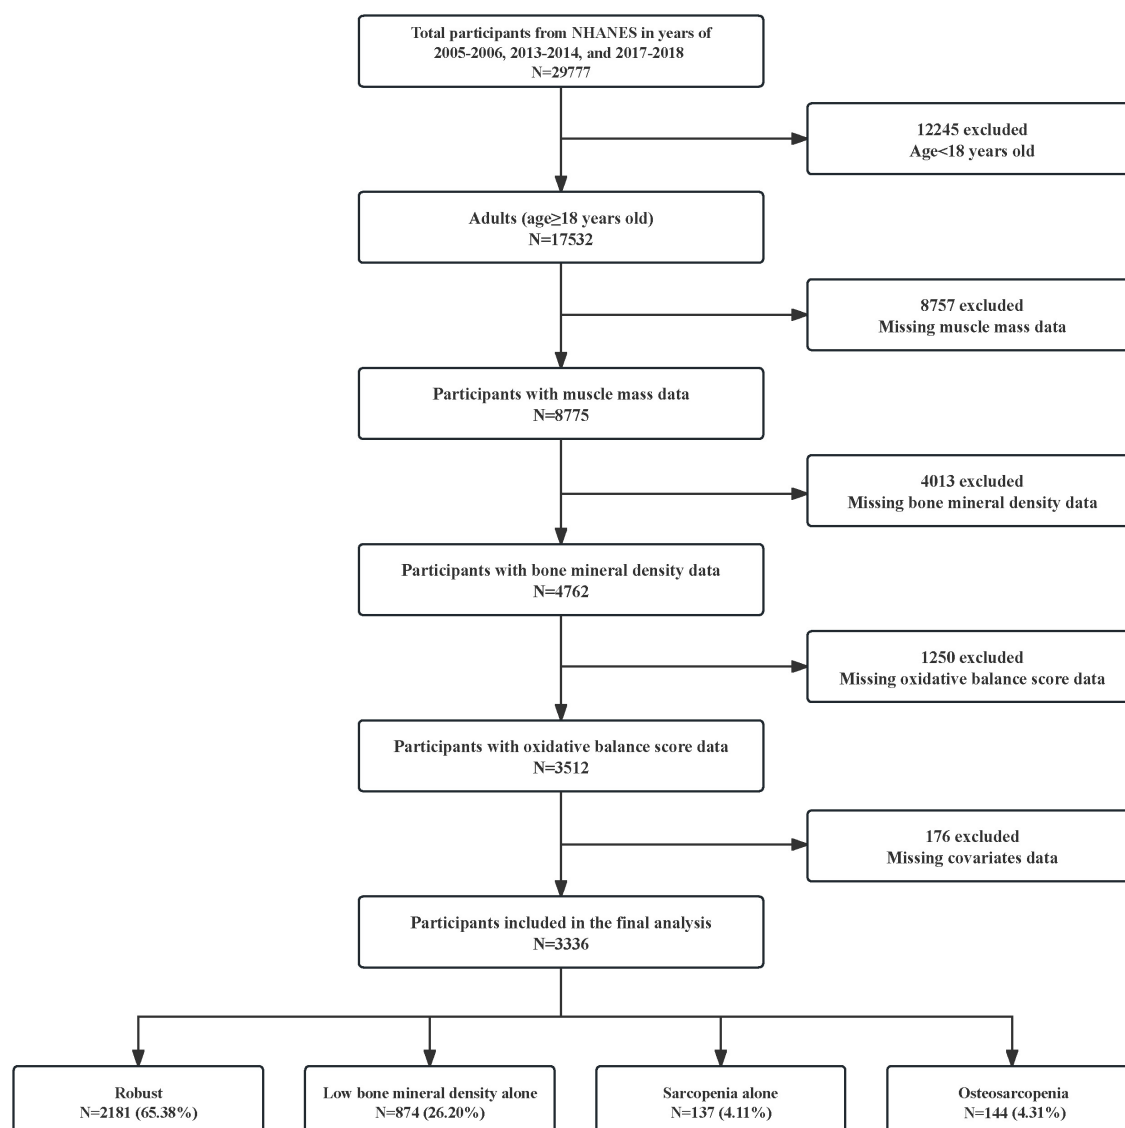 Total participants from NHANES in years of
2005-2006, 2013-2014, and 2017-2018
N=29777
12245 excluded
Age<18 years old
Adults (age≥18 years old)
N=17532
8757 excluded
Missing muscle mass data
Participants with muscle mass data
N=8775
4013 excluded
Missing bone mineral density data
Participants with bone mineral density data
N=4762
1250 excluded
Missing oxidative balance score data
Participants with oxidative balance score data
N=3512
176 excluded
Missing covariates data
Participants included in the final analysis
N=3336
Robust
N=2181 (65.38%)
Low bone mineral density alone
N=874 (26.20%)
Sarcopenia alone
N=137 (4.11%)
Osteosarcopenia
N=144 (4.31%)